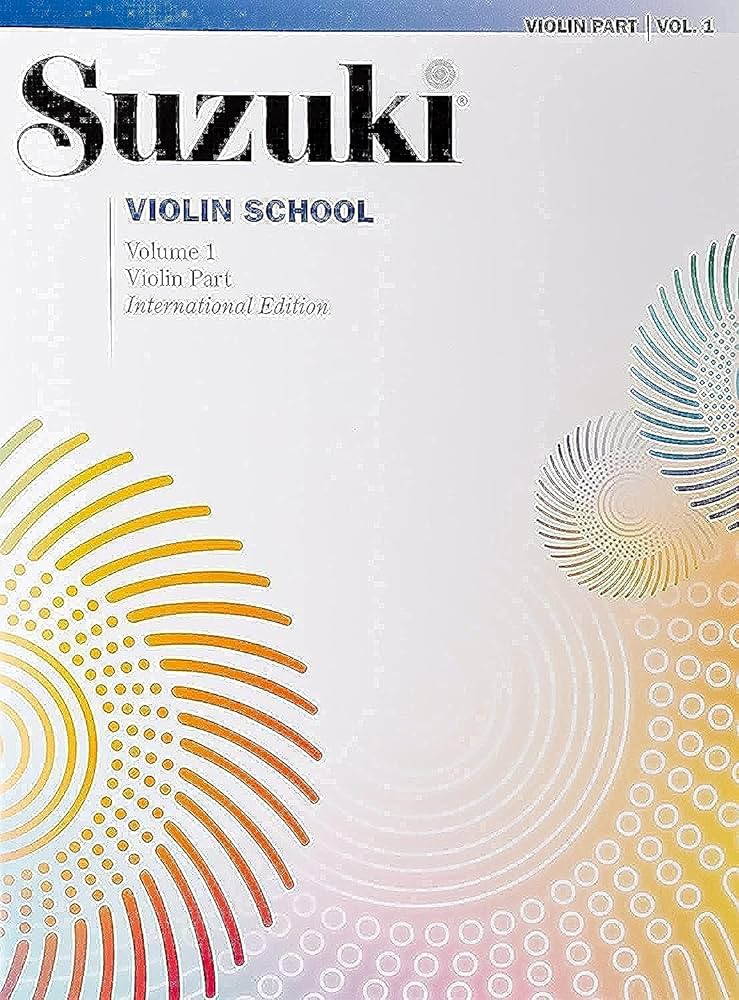 VIOLIN PART | VOL. 1
Suzuki®
VIOLIN SCHOOL
Volume 1
Violin Part
International Edition